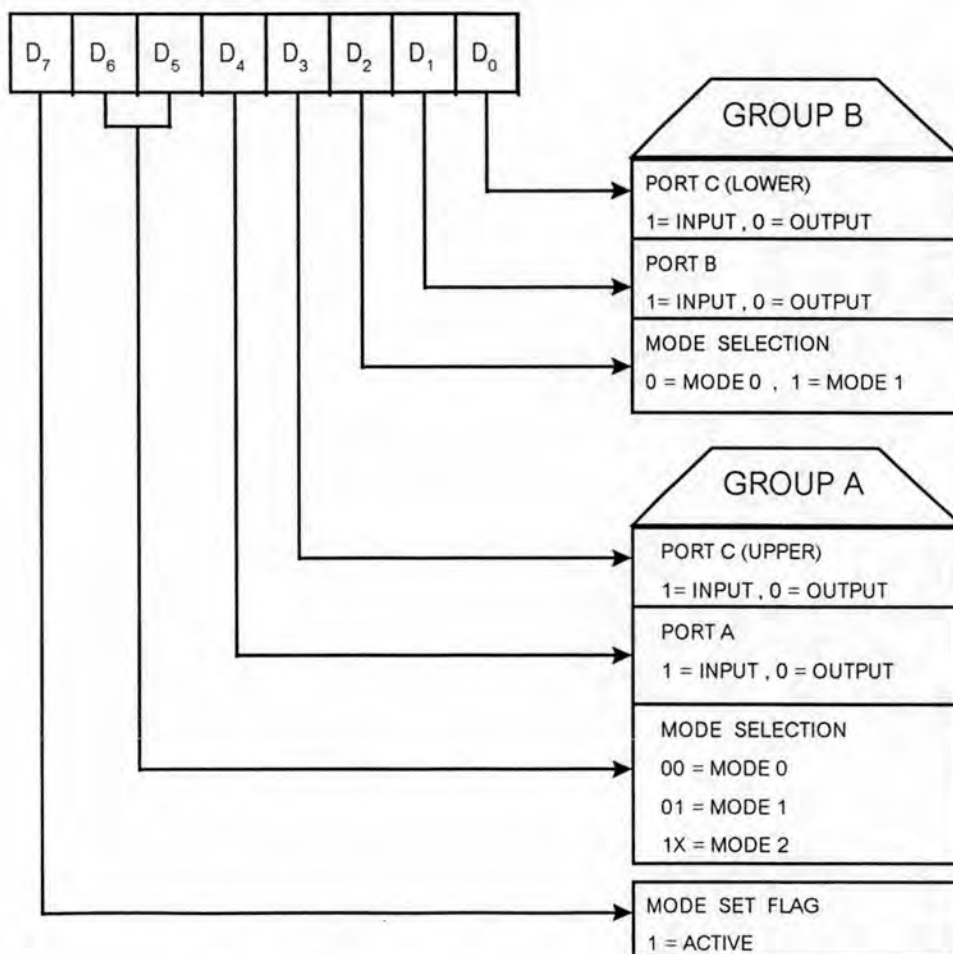 D₇ D₆ D₅ D₄ D₃ D₂ D₁ D₀
GROUP B
PORT C (LOWER)
1= INPUT , 0 = OUTPUT
PORT B
1= INPUT , 0 = OUTPUT
MODE SELECTION
0 = MODE 0 , 1 = MODE 1
GROUP A
PORT C (UPPER)
1= INPUT , 0 = OUTPUT
PORT A
1 = INPUT , 0 = OUTPUT
MODE SELECTION
00 = MODE 0
01 = MODE 1
1X = MODE 2
MODE SET FLAG
1 = ACTIVE